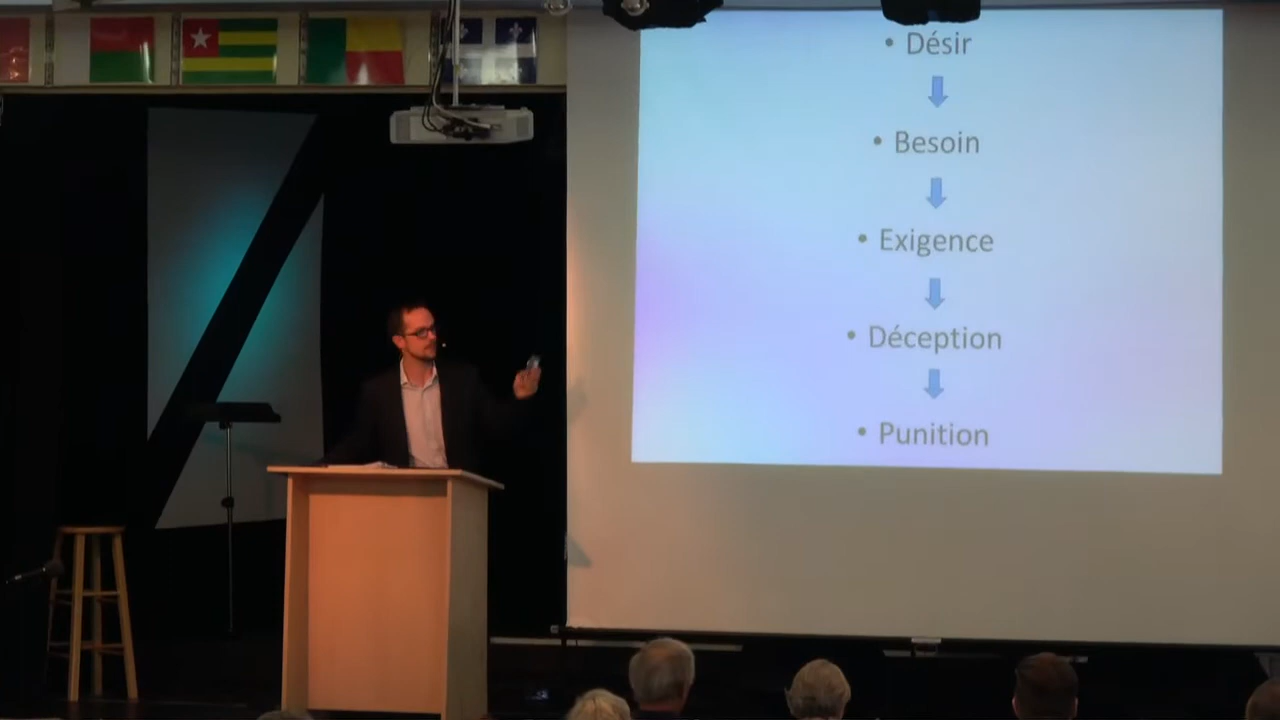 • Désir
• Besoin
• Exigence
• Déception
• Punition